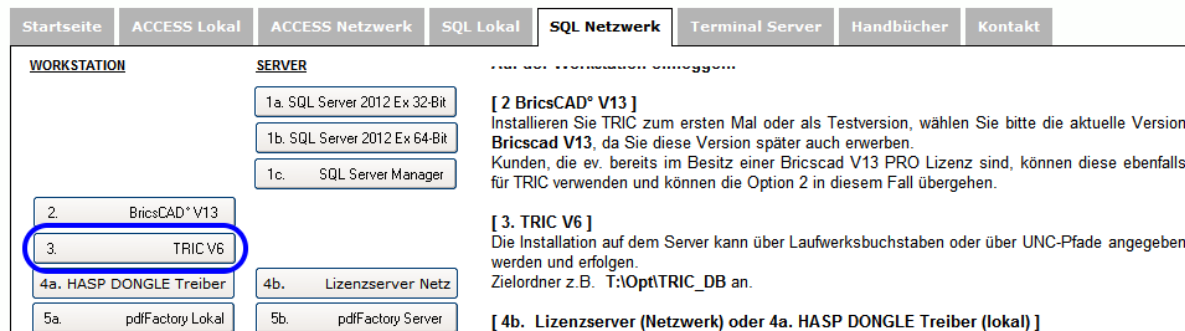 Startseite ACCESS Lokal ACCESS Netzwerk SQL Lokal SQL Netzwerk Terminal Server Handbücher Kontakt
WORKSTATION
2. BricsCAD° V13
3. TRIC V6
4a. HASP DONGLE Treiber
5a. pdfFactory Lokal
SERVER
1a. SQL Server 2012 Ex 32-Bit
1b. SQL Server 2012 Ex 64-Bit
1c. SQL Server Manager
4b. Lizenzserver Netz
5b. pdfFactory Server
[ 2 BricsCAD° V13 ]
Installieren Sie TRIC zum ersten Mal oder als Testversion, wählen Sie bitte die aktuelle Version
Bricscad V13, da Sie diese Version später auch erwerben.
Kunden, die ev. bereits im Besitz einer Bricscad V13 PRO Lizenz sind, können diese ebenfalls
für TRIC verwenden und können die Option 2 in diesem Fall übergehen.
[ 3. TRIC V6 ]
Die Installation auf dem Server kann über Laufwerksbuchstaben oder über UNC-Pfade angegeben
werden und erfolgen.
Zielordner z.B. T:\Opt\TRIC_DB an.
[ 4b. Lizenzserver (Netzwerk) oder 4a. HASP DONGLE Treiber (lokal) ]